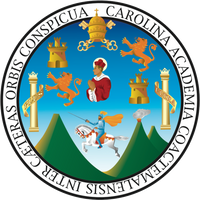 CAROLINA ACADEMIA COACTEMALENSIS INTER CÆTERAS ORBIS CONSPICUA